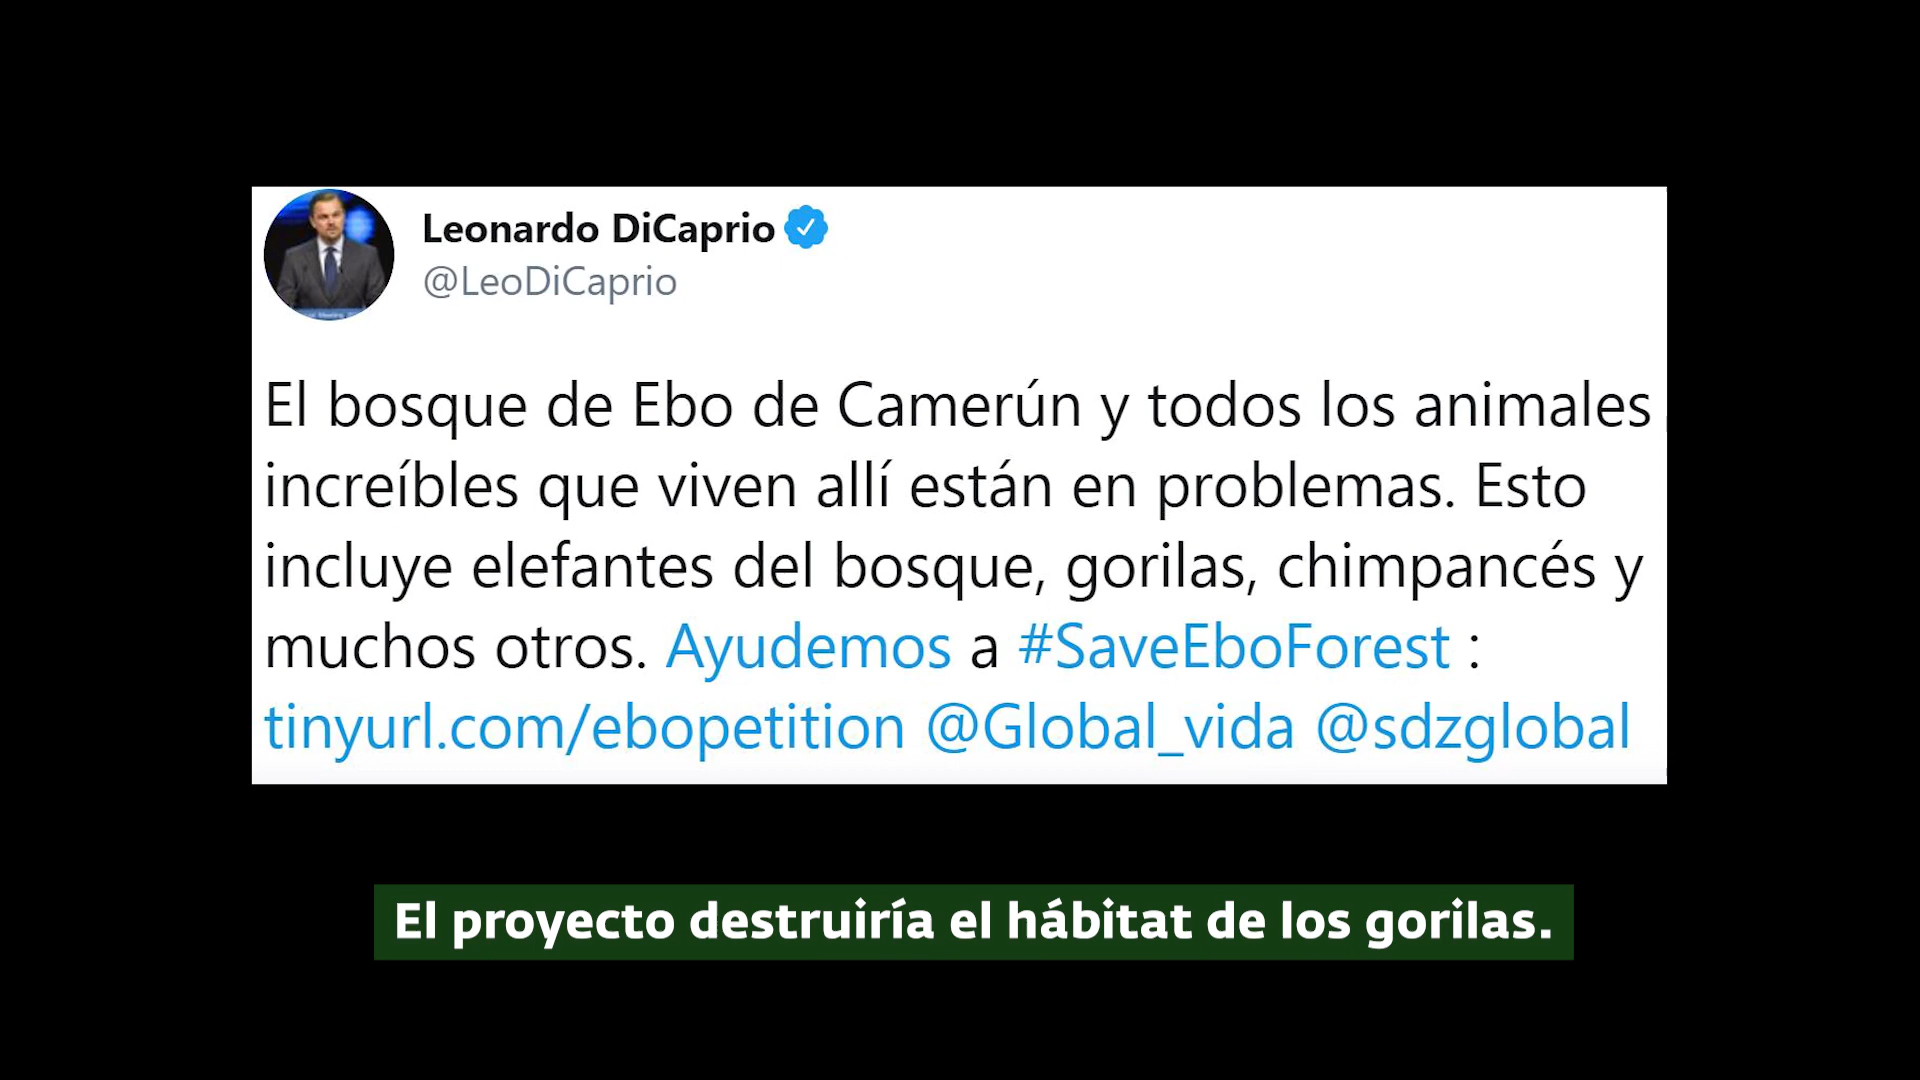 Leonardo DiCaprio
@LeoDiCaprio
El bosque de Ebo de Camerún y todos los animales
increíbles que viven allí están en problemas. Esto
incluye elefantes del bosque, gorilas, chimpancés y
muchos otros. Ayudemos a #SaveEboForest :
tinyurl.com/ebopetition @Global_vida @sdzglobal
El proyecto destruiría el hábitat de los gorilas.